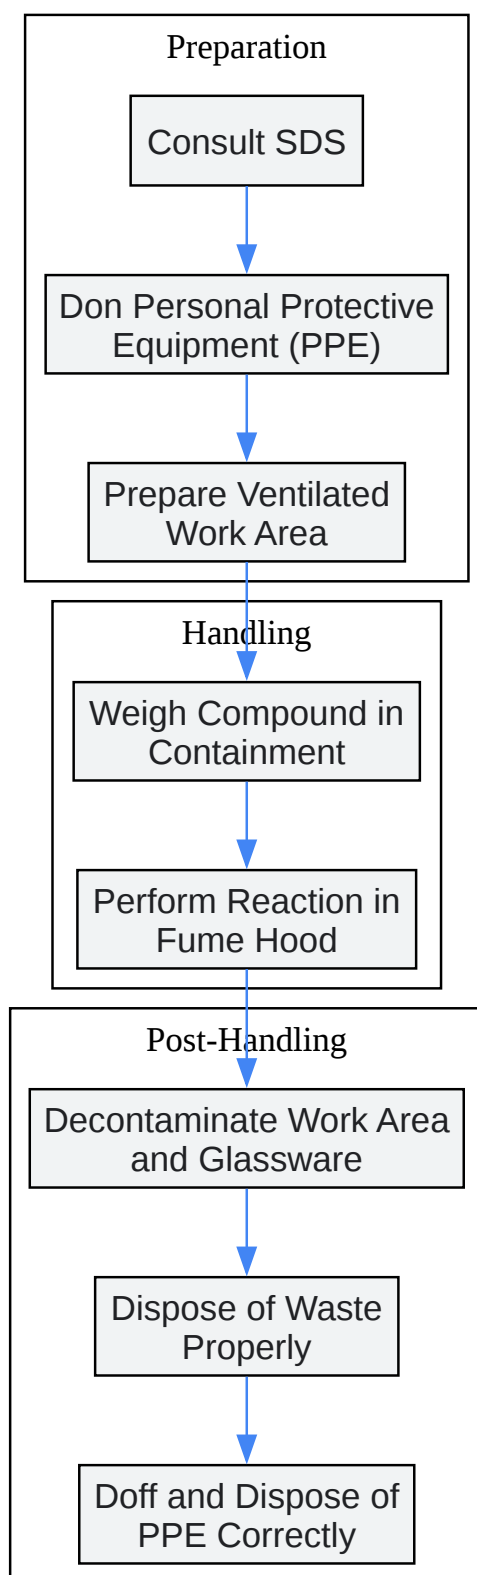 Preparation
Consult SDS
Don Personal Protective
Equipment (PPE)
Prepare Ventilated
Work Area
Handling
Weigh Compound in
Containment
Perform Reaction in
Fume Hood
Post-Handling
Decontaminate Work Area
and Glassware
Dispose of Waste
Properly
Doff and Dispose of
PPE Correctly